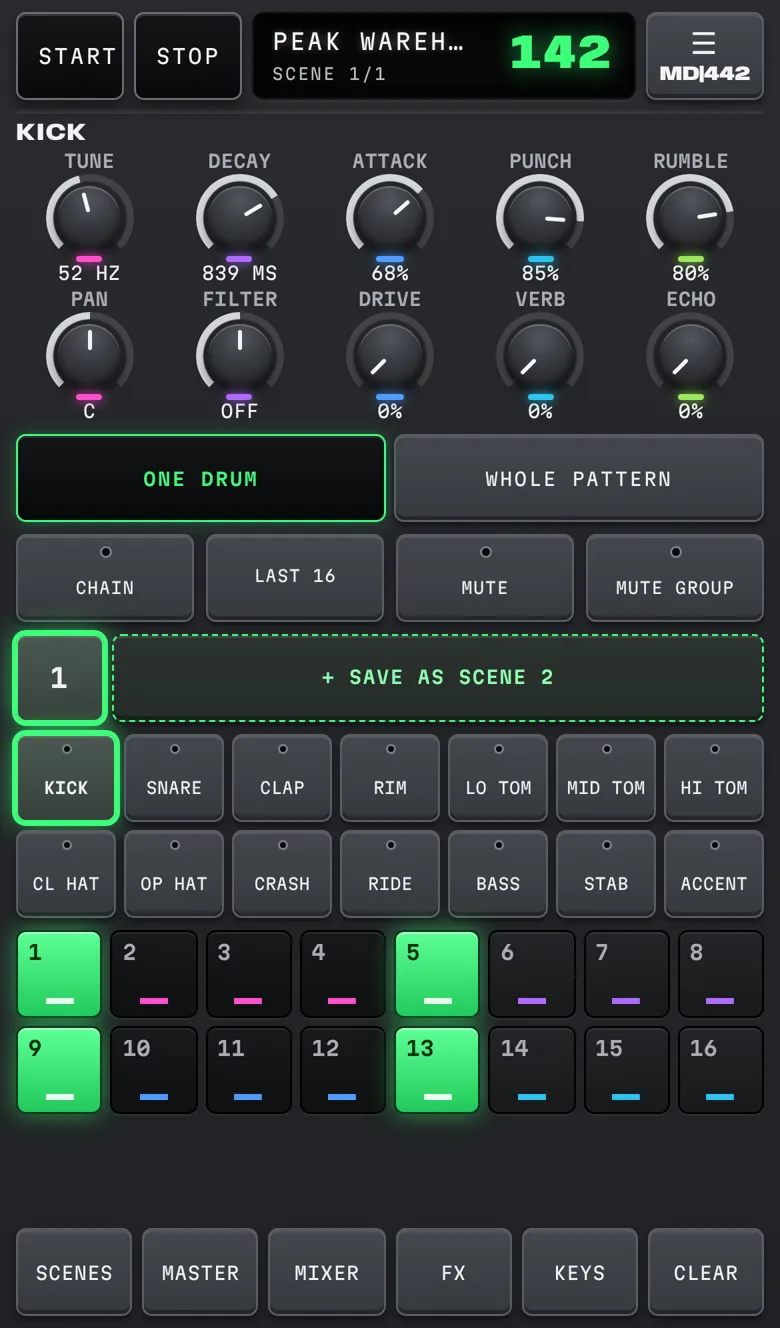 START STOP PEAK WAREH… 142 ☰
SCENE 1/1 MD|442
KICK
TUNE DECAY ATTACK PUNCH RUMBLE
52 HZ 839 MS 68% 85% 80%
PAN FILTER DRIVE VERB ECHO
C OFF 0% 0% 0%
ONE DRUM WHOLE PATTERN
CHAIN LAST 16 MUTE MUTE GROUP
1 + SAVE AS SCENE 2
KICK SNARE CLAP RIM LO TOM MID TOM HI TOM
CL HAT OP HAT CRASH RIDE BASS STAB ACCENT
1 2 3 4 5 6 7 8
9 10 11 12 13 14 15 16
SCENES MASTER MIXER FX KEYS CLEAR